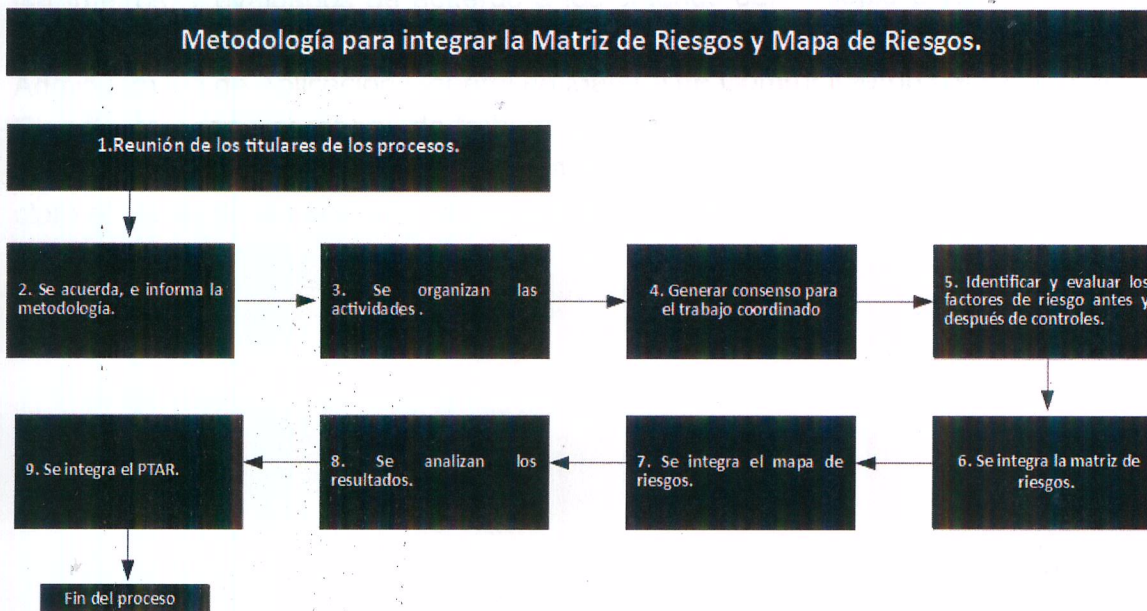 Metodología para integrar la Matriz de Riesgos y Mapa de Riesgos.
1.Reunión de los titulares de los procesos.
2. Se acuerda, e informa la
metodología.
3. Se organizan las
actividades .
4. Generar consenso para
el trabajo coordinado
5. Identificar y evaluar los
factores de riesgo antes y
después de controles.
6. Se integra la matriz de
riesgos.
7. Se integra el mapa de
riesgos.
8. Se analizan los
resultados.
9. Se integra el PTAR.
Fin del proceso